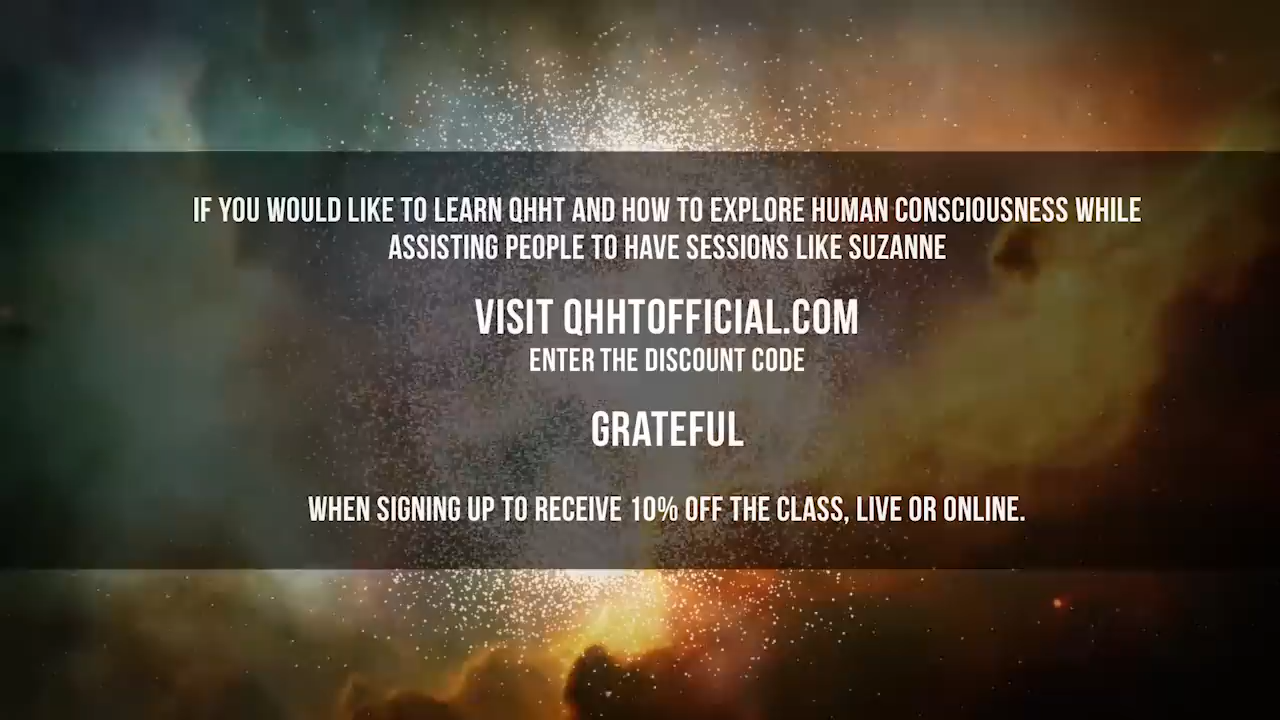 IF YOU WOULD LIKE TO LEARN QHHT AND HOW TO EXPLORE HUMAN CONSCIOUSNESS WHILE
ASSISTING PEOPLE TO HAVE SESSIONS LIKE SUZANNE
VISIT QHHTOFFICIAL.COM
ENTER THE DISCOUNT CODE
GRATEFUL
WHEN SIGNING UP TO RECEIVE 10% OFF THE CLASS, LIVE OR ONLINE.